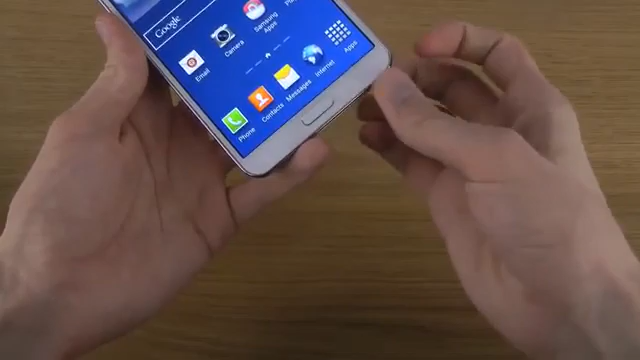 Google
Email
Camera
Samsung
Apps
Phone
Contacts
Messages
Internet
Apps